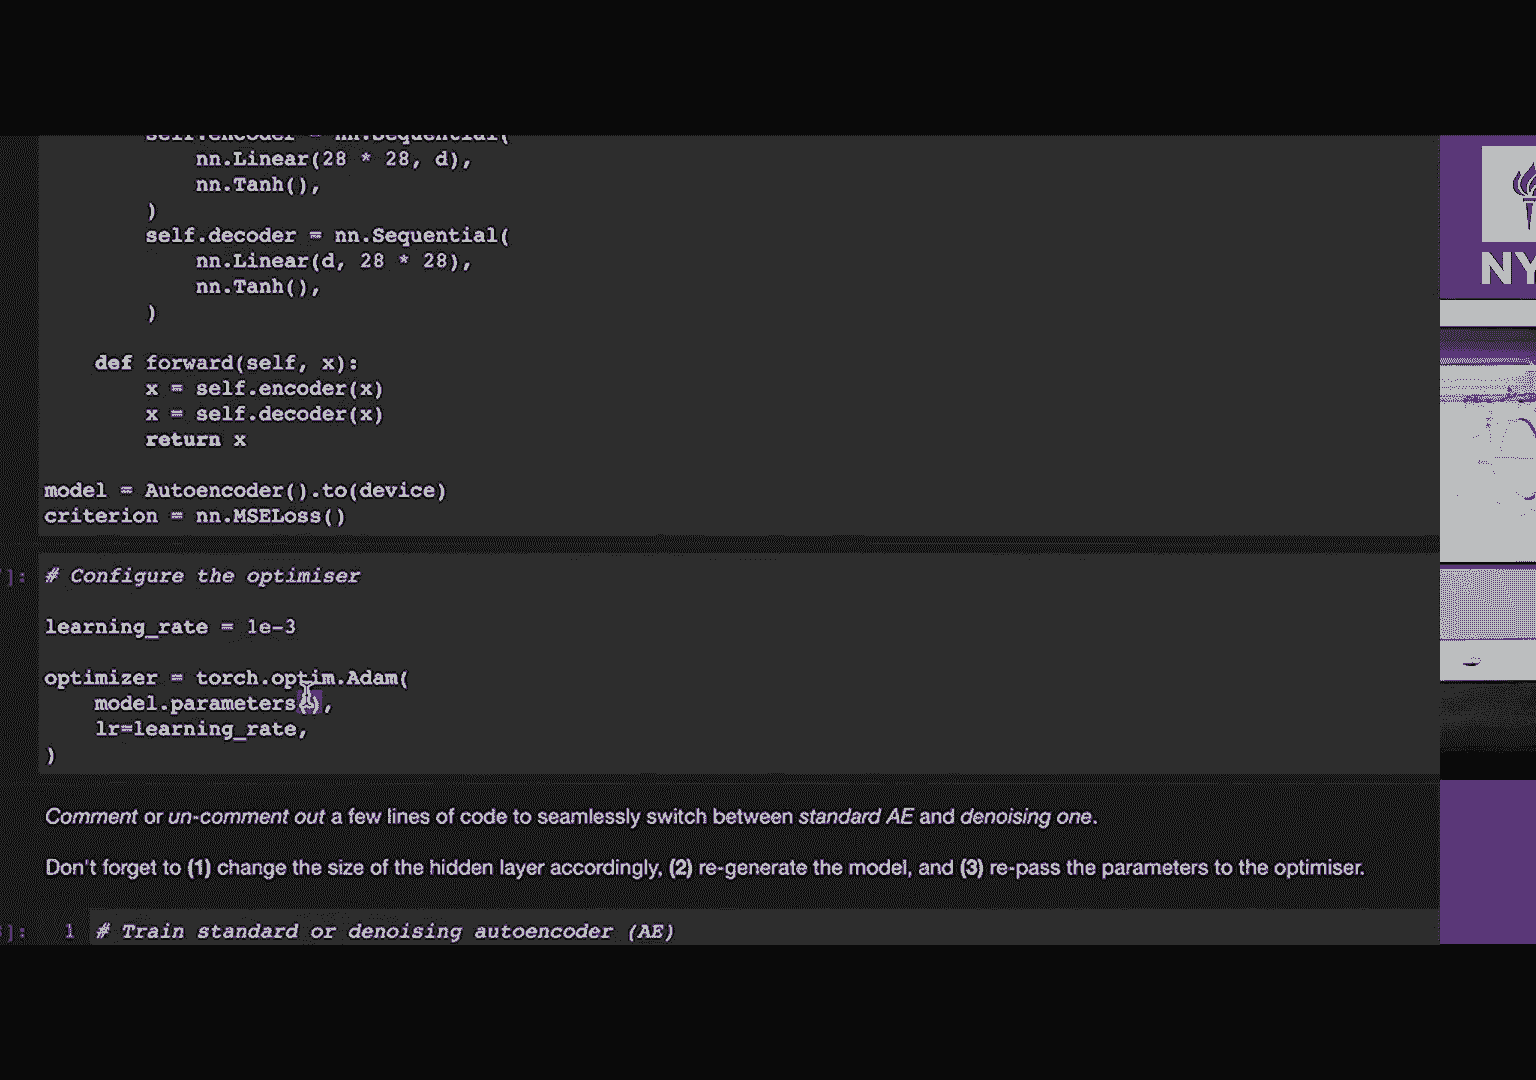 self.encoder = nn.Sequential(
nn.Linear(28 * 28, d),
nn.Tanh(),
)
self.decoder = nn.Sequential(
nn.Linear(d, 28 * 28),
nn.Tanh(),
)
def forward(self, x):
x = self.encoder(x)
x = self.decoder(x)
return x
model = Autoencoder().to(device)
criterion = nn.MSELoss()
]: # Configure the optimiser
learning_rate = 1e-3
optimizer = torch.optim.Adam(
model.parameters(),
lr=learning_rate,
)
Comment or un-comment out a few lines of code to seamlessly switch between standard AE and denoising one.
Don't forget to (1) change the size of the hidden layer accordingly, (2) re-generate the model, and (3) re-pass the parameters to the optimiser.
]: 1 # Train standard or denoising autoencoder (AE)
NY